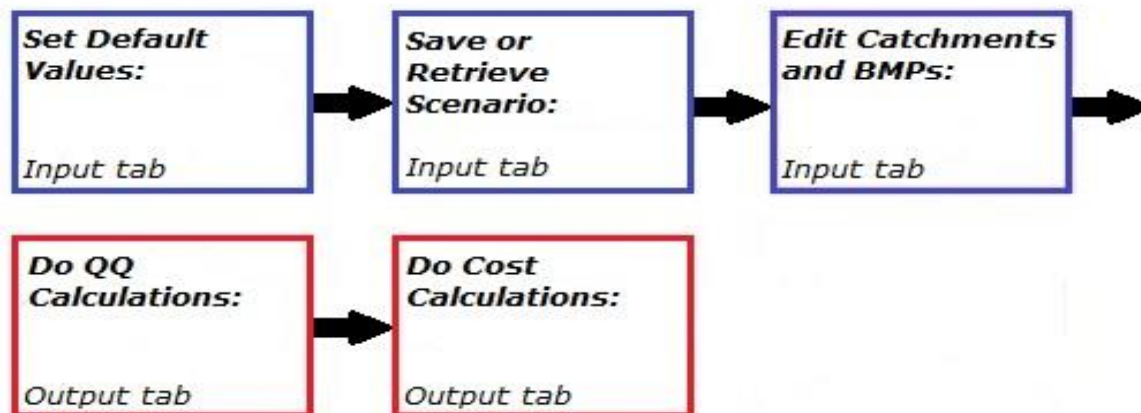 Set Default
Values:
Input tab
Save or
Retrieve
Scenario:
Input tab
Edit Catchments
and BMPs:
Input tab
Do QQ
Calculations:
Output tab
Do Cost
Calculations:
Output tab